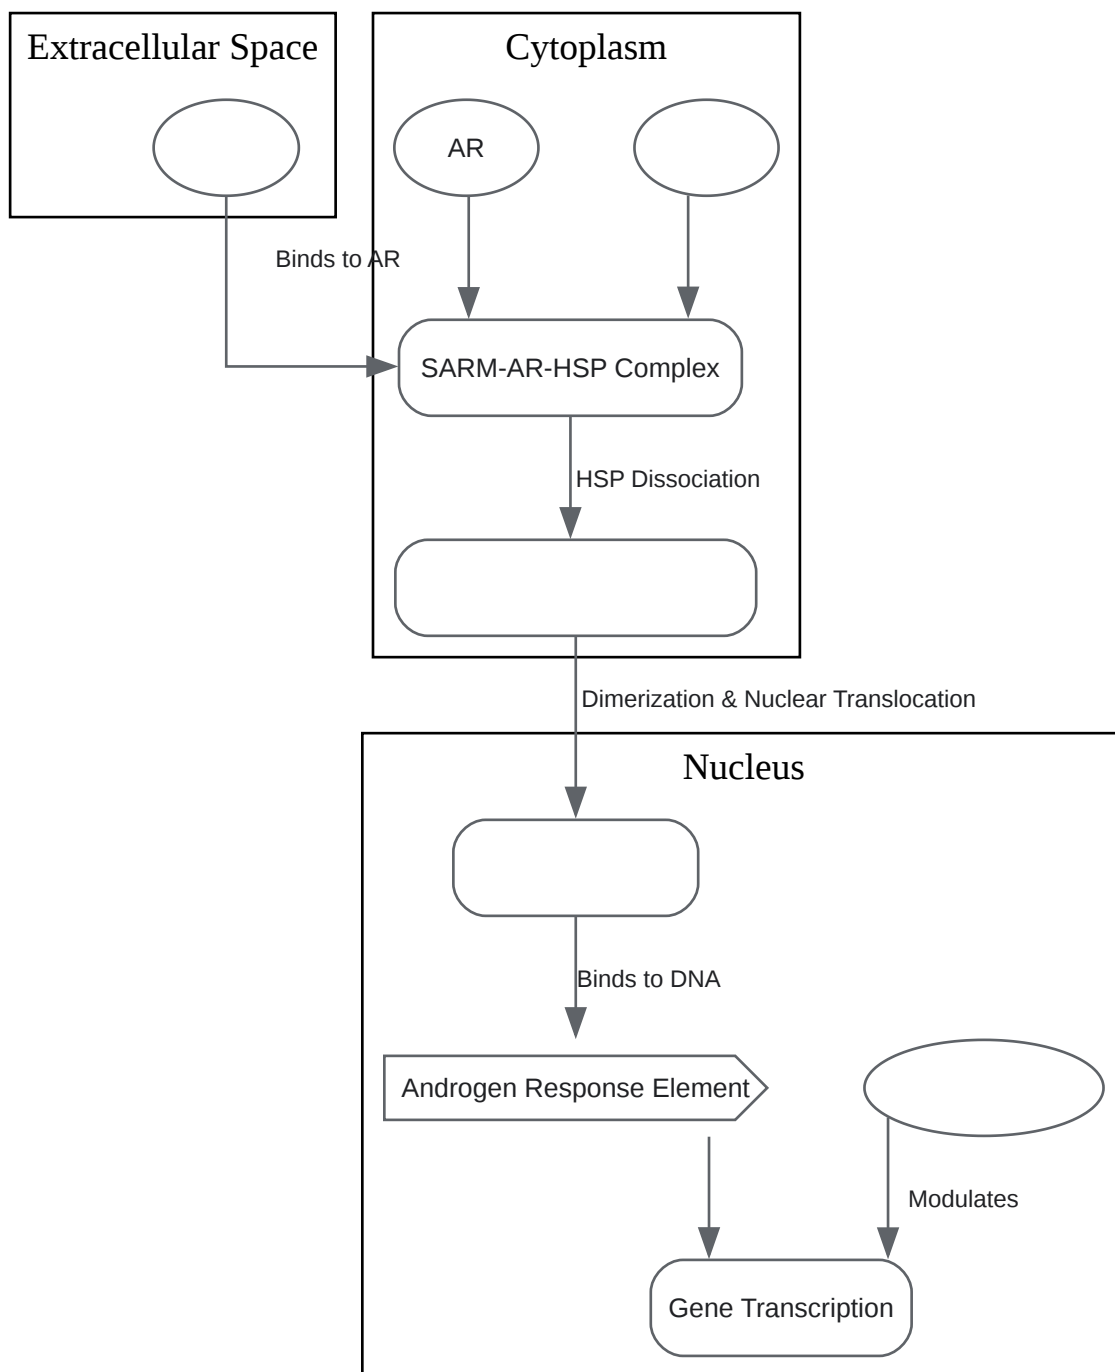 Extracellular Space
Cytoplasm
AR
Binds to AR
SARM-AR-HSP Complex
HSP Dissociation
Dimerization & Nuclear Translocation
Nucleus
Binds to DNA
Androgen Response Element
Modulates
Gene Transcription